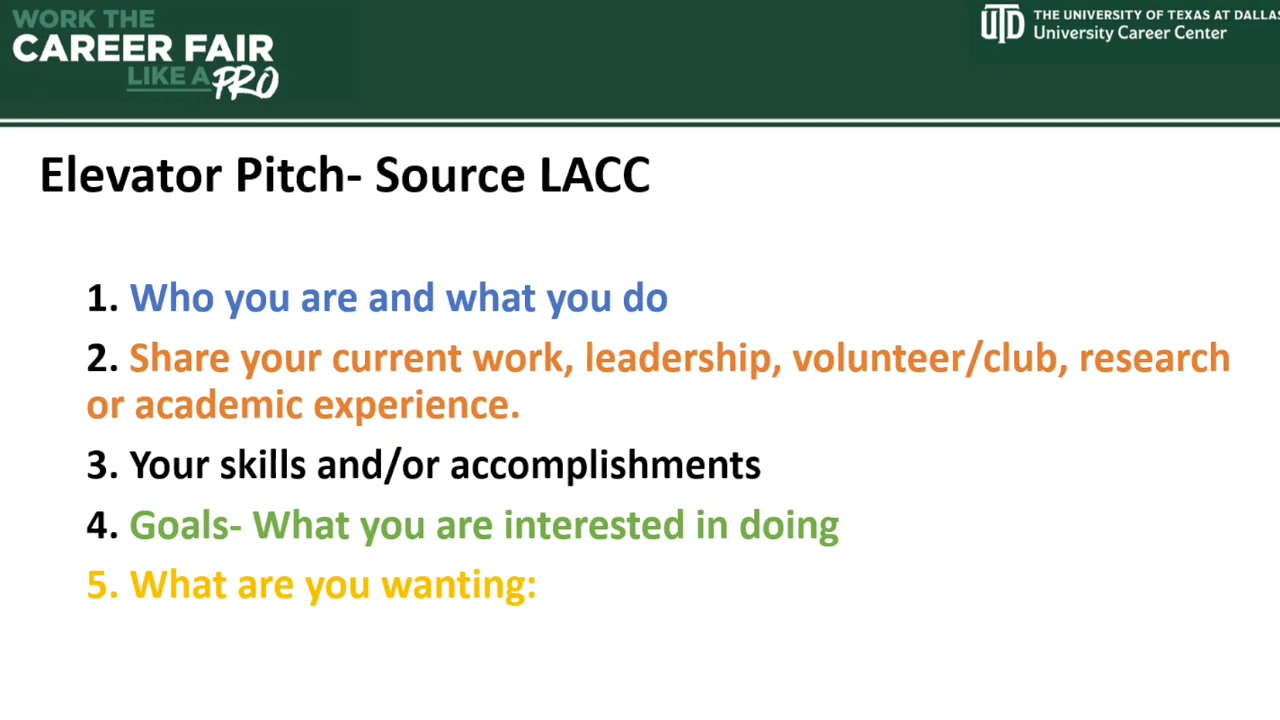 WORK THE
CAREER FAIR
LIKE A PRO
THE UNIVERSITY OF TEXAS AT DALLAS
University Career Center
Elevator Pitch- Source LACC
1. Who you are and what you do
2. Share your current work, leadership, volunteer/club, research
or academic experience.
3. Your skills and/or accomplishments
4. Goals- What you are interested in doing
5. What are you wanting: